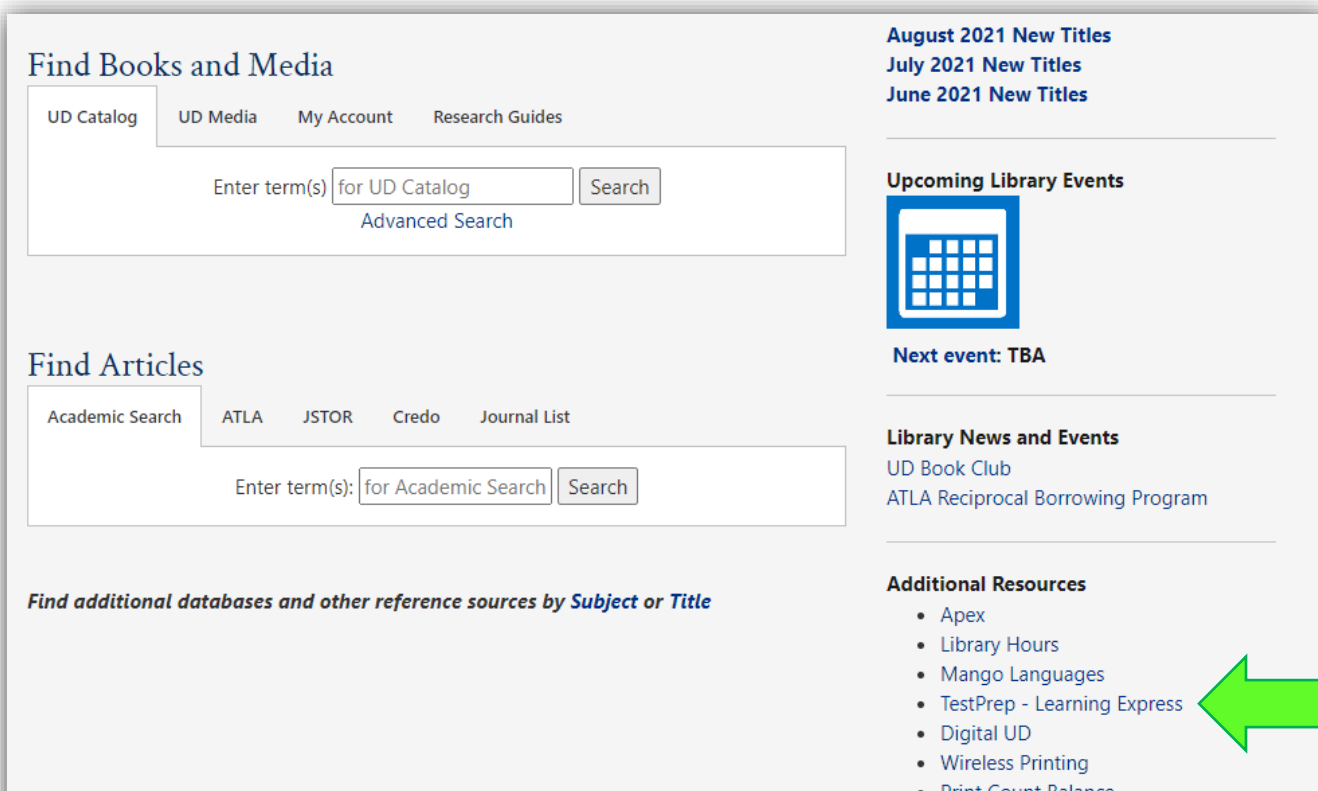 Find Books and Media
UD Catalog UD Media My Account Research Guides
Enter term(s) for UD Catalog Search
Advanced Search
Find Articles
Academic Search ATLA JSTOR Credo Journal List
Enter term(s): for Academic Search Search
Find additional databases and other reference sources by Subject or Title
August 2021 New Titles
July 2021 New Titles
June 2021 New Titles
Upcoming Library Events
Next event: TBA
Library News and Events
UD Book Club
ATLA Reciprocal Borrowing Program
Additional Resources
• Apex
• Library Hours
• Mango Languages
• TestPrep - Learning Express
• Digital UD
• Wireless Printing
• Print Count Balance